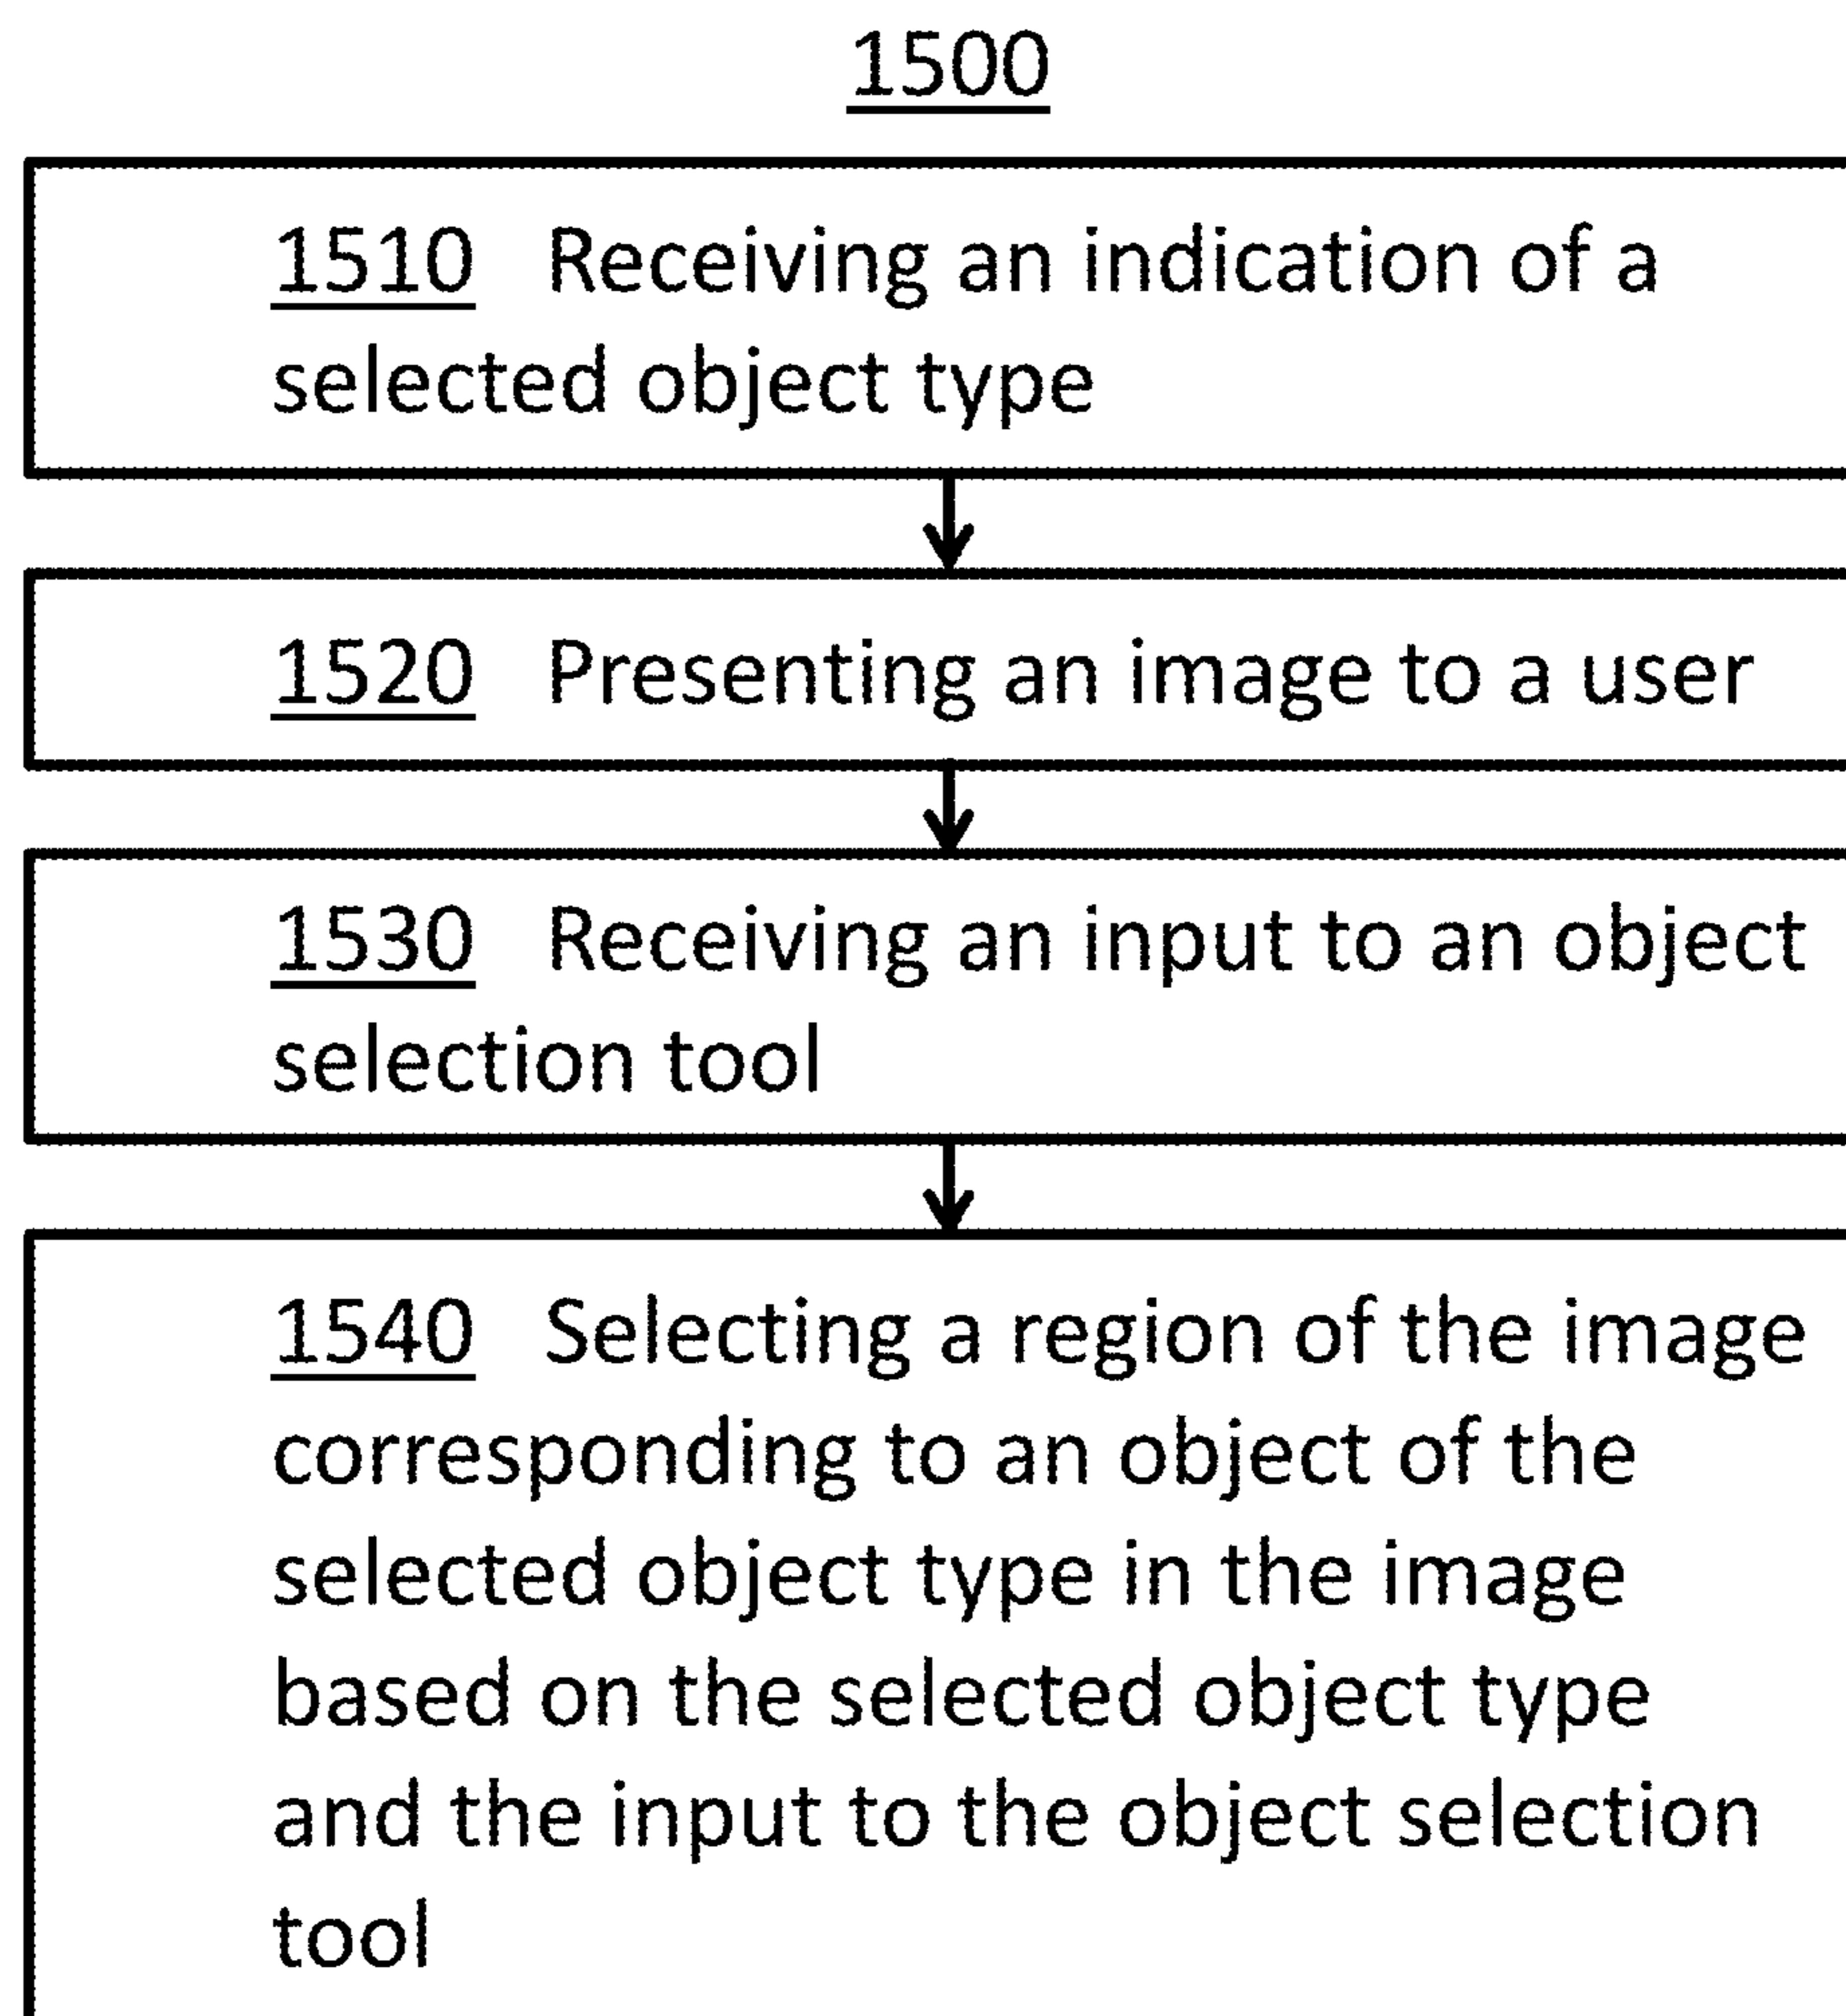 1500
1510 Receiving an indication of a
selected object type
1520 Presenting an image to a user
1530 Receiving an input to an object
selection tool
1540 Selecting a region of the image
corresponding to an object of the
selected object type in the image
based on the selected object type
and the input to the object selection
tool